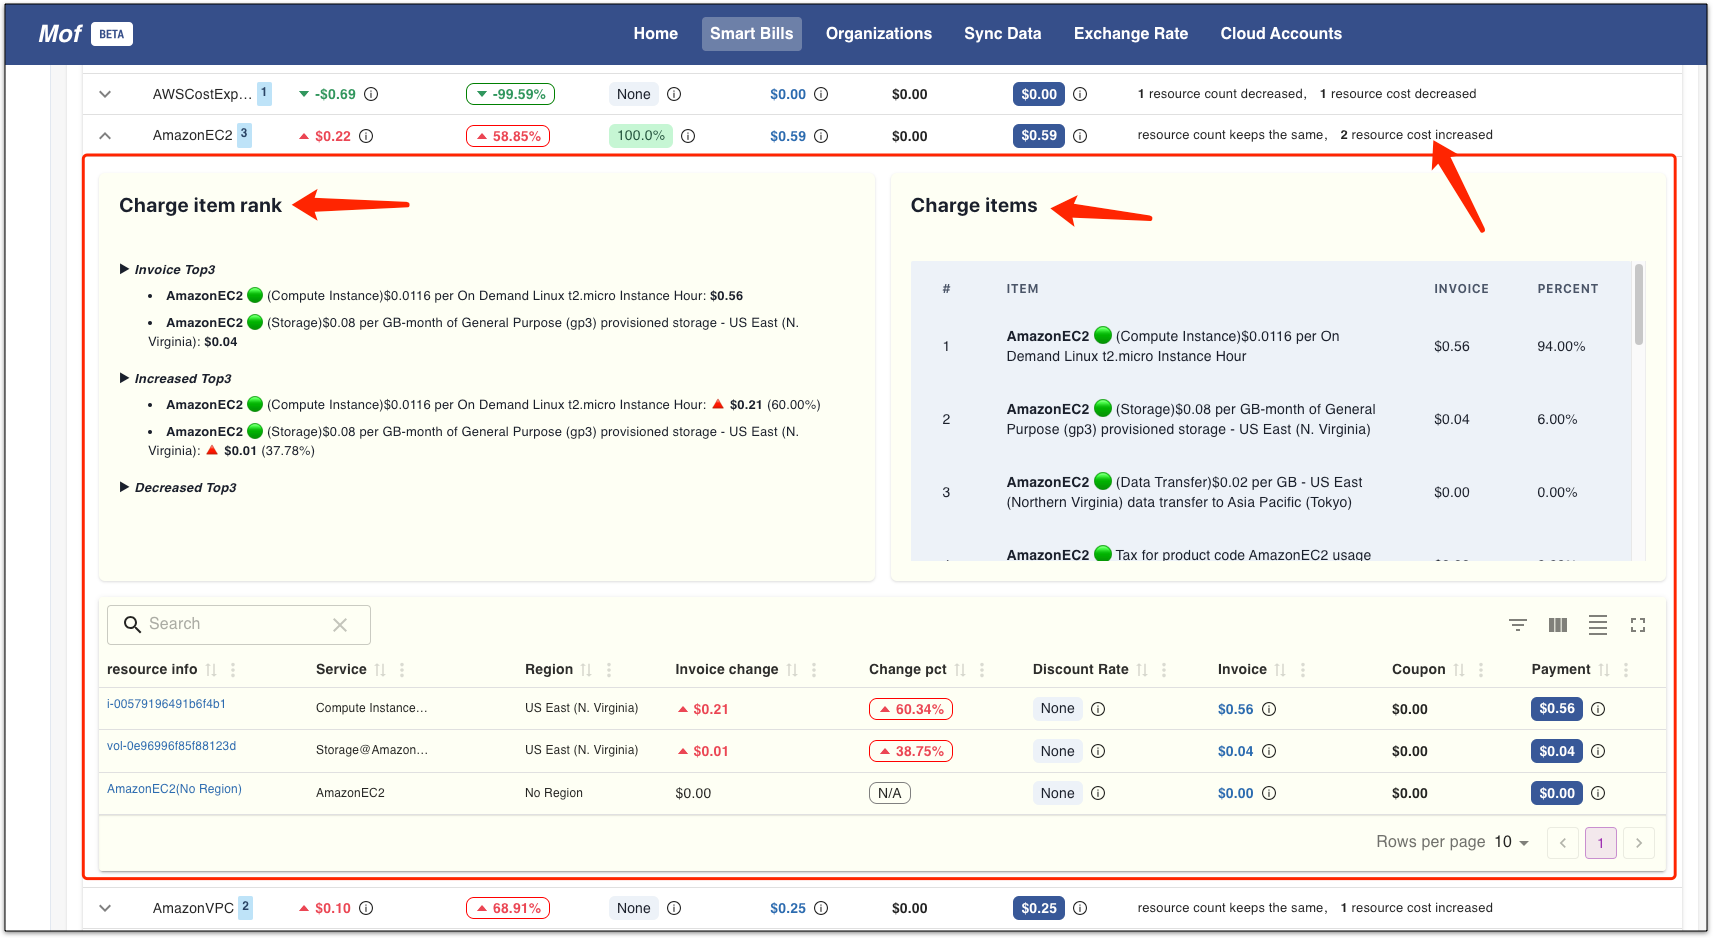 Mof BETA Home Smart Bills Organizations Sync Data Exchange Rate Cloud Accounts
AWSCostExp... 1 -$0.69 -99.59% None $0.00 $0.00 $0.00 1 resource count decreased, 1 resource cost decreased
AmazonEC2 3 $0.22 58.85% 100.0% $0.59 $0.00 $0.59 resource count keeps the same, 2 resource cost increased
Charge item rank
Invoice Top3
• AmazonEC2 (Compute Instance)$0.0116 per On Demand Linux t2.micro Instance Hour: $0.56
• AmazonEC2 (Storage)$0.08 per GB-month of General Purpose (gp3) provisioned storage - US East (N.
Virginia): $0.04
Increased Top3
• AmazonEC2 (Compute Instance)$0.0116 per On Demand Linux t2.micro Instance Hour: $0.21 (60.00%)
• AmazonEC2 (Storage)$0.08 per GB-month of General Purpose (gp3) provisioned storage - US East (N.
Virginia): $0.01 (37.78%)
Decreased Top3
Charge items
# ITEM INVOICE PERCENT
1 AmazonEC2 (Compute Instance)$0.0116 per On $0.56 94.00%
Demand Linux t2.micro Instance Hour
2 AmazonEC2 (Storage)$0.08 per GB-month of General $0.04 6.00%
Purpose (gp3) provisioned storage - US East (N. Virginia)
3 AmazonEC2 (Data Transfer)$0.02 per GB - US East $0.00 0.00%
(Northern Virginia) data transfer to Asia Pacific (Tokyo)
AmazonEC2 Tax for product code AmazonEC2 usage
Search
resource info Service Region Invoice change Change pct Discount Rate Invoice Coupon Payment
i-00579196491b6f4b1 Compute Instance... US East (N. Virginia) $0.21 60.34% None $0.56 $0.00 $0.56
vol-0e96996f85f88123d Storage@Amazon... US East (N. Virginia) $0.01 38.75% None $0.04 $0.00 $0.04
AmazonEC2(No Region) AmazonEC2 No Region $0.00 N/A None $0.00 $0.00 $0.00
Rows per page 10 1
AmazonVPC 2 $0.10 68.91% None $0.25 $0.00 $0.25 resource count keeps the same, 1 resource cost increased